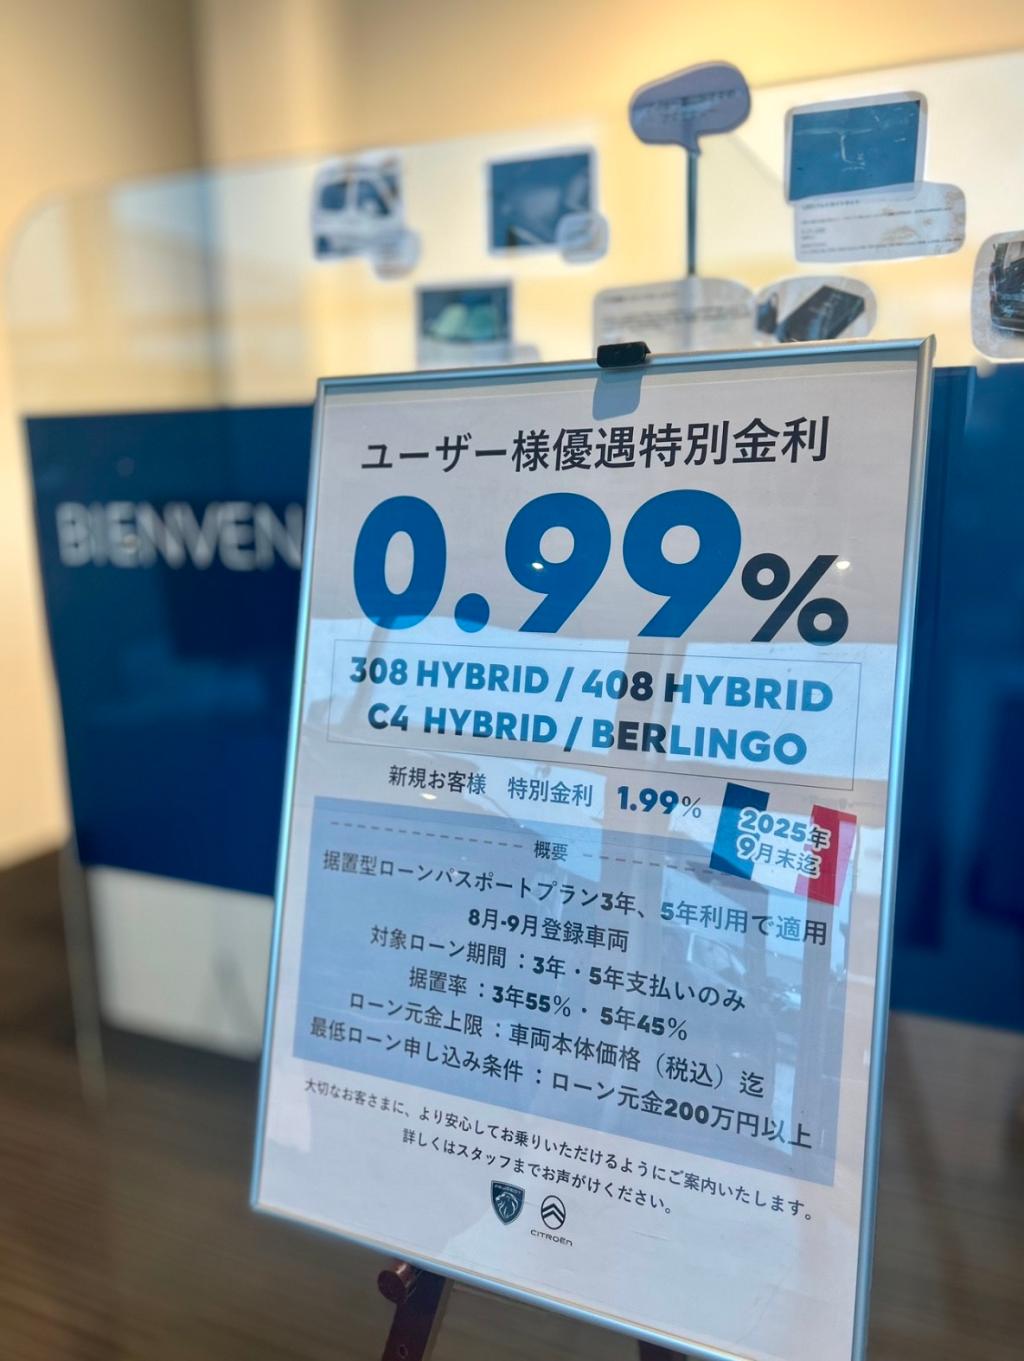 BIENVEN
ユーザー様優遇特別金利
0.99%
308 HYBRID / 408 HYBRID
C4 HYBRID / BERLINGO
新規お客様 特別金利 1.99%
2025年
9月末迄
概要
据置型ローンパスポートプラン3年、5年利用で適用
8月-9月登録車両
対象ローン期間：3年・5年支払いのみ
据置率：3年55%・5年45%
ローン元金上限：車両本体価格（税込）迄
最低ローン申し込み条件：ローン元金200万円以上
大切なお客さまに、より安心してお乗りいただけるようにご案内いたします。
詳しくはスタッフまでお声がけください。
CITROËN